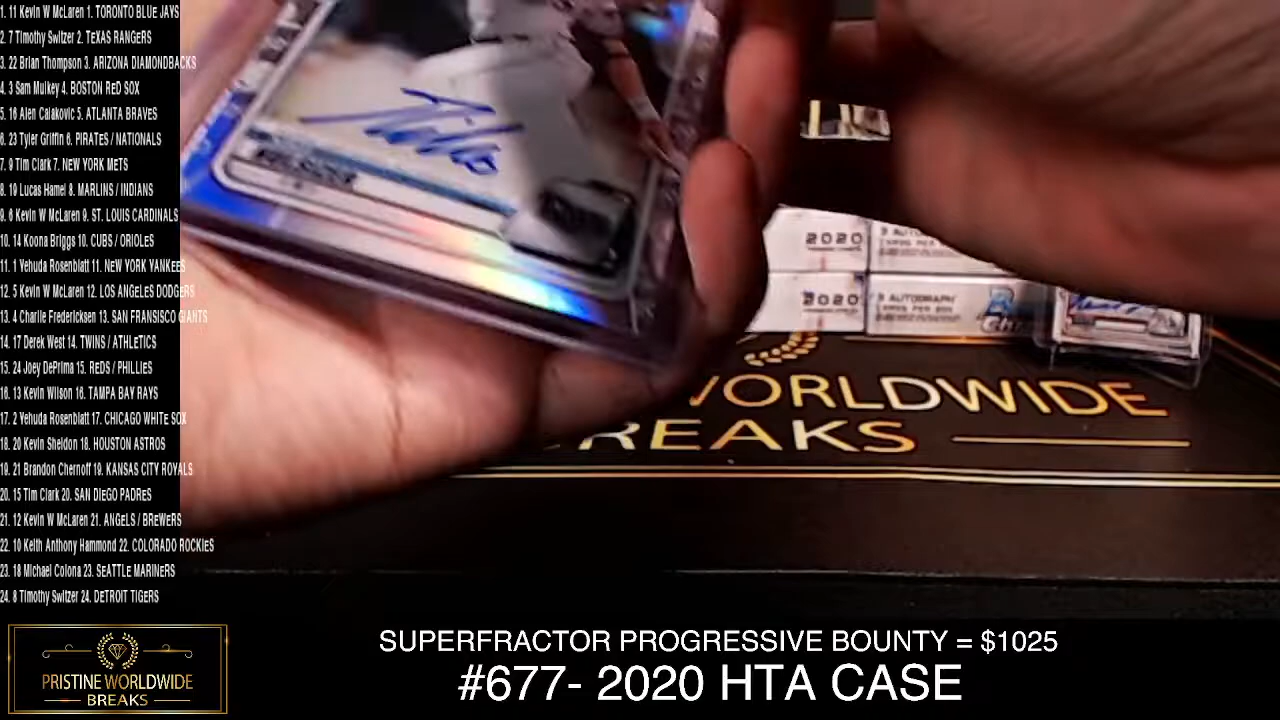 1. 11 Kevin W McLaren 1. TORONTO BLUE JAYS
2. 7 Timothy Switzer 2. TEXAS RANGERS
3. 22 Brian Thompson 3. ARIZONA DIAMONDBACKS
4. 3 Sam Mulkey 4. BOSTON RED SOX
5. 16 Alen Calakovic 5. ATLANTA BRAVES
6. 23 Tyler Griffin 6. PIRATES / NATIONALS
7. 9 Tim Clark 7. NEW YORK METS
8. 19 Lucas Hamel 8. MARLINS / INDIANS
9. 6 Kevin W McLaren 9. ST. LOUIS CARDINALS
10. 14 Koona Briggs 10. CUBS / ORIOLES
11. 1 Yehuda Rosenblatt 11. NEW YORK YANKEES
12. 5 Kevin W McLaren 12. LOS ANGELES DODGERS
13. 4 Charlie Fredericksen 13. SAN FRANSISCO GIANTS
14. 17 Derek West 14. TWINS / ATHLETICS
15. 24 Joey DePrima 15. REDS / PHILLIES
16. 13 Kevin Wilson 16. TAMPA BAY RAYS
17. 2 Yehuda Rosenblatt 17. CHICAGO WHITE SOX
18. 20 Kevin Sheldon 18. HOUSTON ASTROS
19. 21 Brandon Chernoff 19. KANSAS CITY ROYALS
20. 15 Tim Clark 20. SAN DIEGO PADRES
21. 12 Kevin W McLaren 21. ANGELS / BREWERS
22. 10 Keith Anthony Hammond 22. COLORADO ROCKIES
23. 18 Michael Colona 23. SEATTLE MARINERS
24. 8 Timothy Switzer 24. DETROIT TIGERS
2020
2020 3 AUTOGRAPH
WORLDWIDE
BREAKS
PRISTINE WORLDWIDE
BREAKS
SUPERFRACTOR PROGRESSIVE BOUNTY = $1025
#677- 2020 HTA CASE